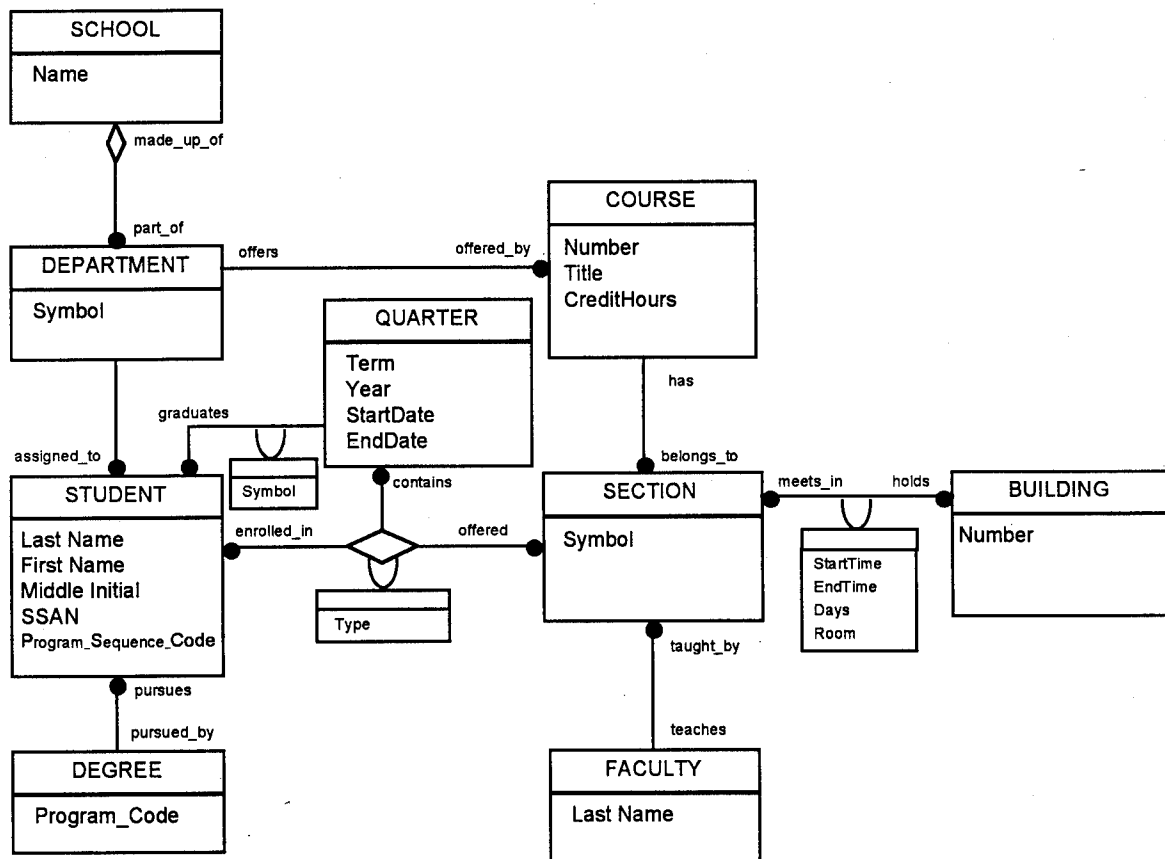 SCHOOL
Name
made_up_of
part_of
DEPARTMENT
Symbol
offers
offered_by
COURSE
Number
Title
CreditHours
QUARTER
Term
Year
StartDate
EndDate
graduates
Symbol
has
assigned_to
contains
belongs_to
STUDENT
Last Name
First Name
Middle Initial
SSAN
Program_Sequence_Code
enrolled_in
offered
Type
SECTION
Symbol
meets_in
holds
StartTime
EndTime
Days
Room
BUILDING
Number
taught_by
teaches
pursues
pursued_by
DEGREE
Program_Code
FACULTY
Last Name